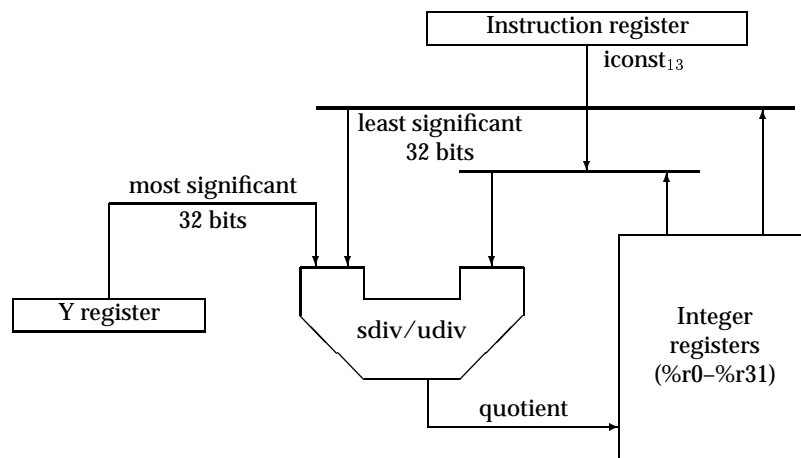 Instruction register
iconst₁₃
least significant
32 bits
most significant
32 bits
Y register
sdiv/udiv
Integer
registers
(%r0–%r31)
quotient